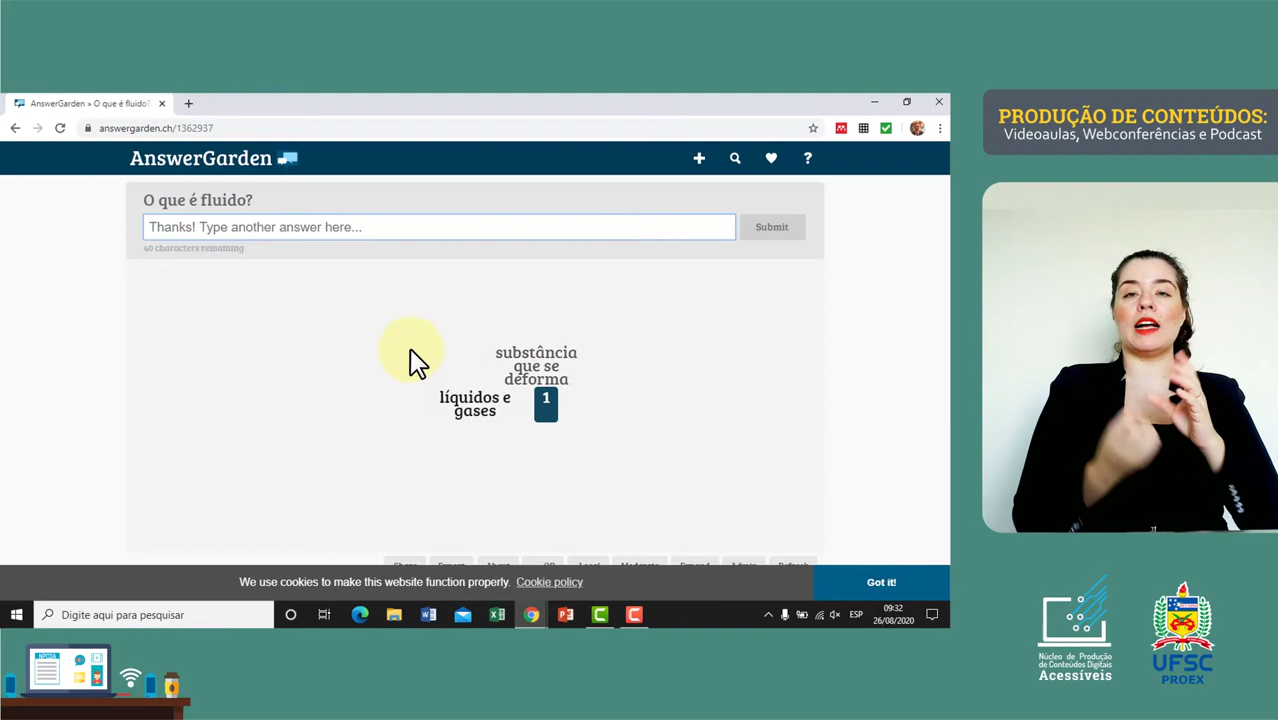 AnswerGarden » O que é fluido?
answergarden.ch/1362937
AnswerGarden
O que é fluido?
Thanks! Type another answer here...
Submit
40 characters remaining
substância
que se
deforma
líquidos e
gases
1
We use cookies to make this website function properly. Cookie policy
Got it!
Digite aqui para pesquisar
ESP
09:32
26/08/2020
PRODUÇÃO DE CONTEÚDOS:
Videoaulas, Webconferências e Podcast
Núcleo de Produção
de Conteúdos Digitais
Acessíveis
UFSC
PROEX